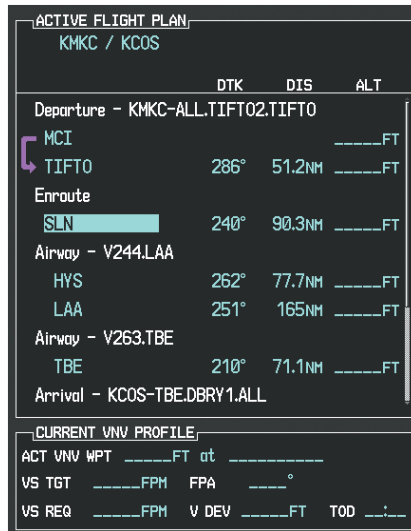 ACTIVE FLIGHT PLAN
KMKC / KCOS
DTK DIS ALT
Departure - KMKC-ALL.TIFTO2.TIFTO
MCI _____FT
TIFTO 286° 51.2NM _____FT
Enroute
SLN 240° 90.3NM _____FT
Airway - V244.LAA
HYS 262° 77.7NM _____FT
LAA 251° 165NM _____FT
Airway - V263.TBE
TBE 210° 71.1NM _____FT
Arrival - KCOS-TBE.DBRY1.ALL
CURRENT VNV PROFILE
ACT VNV WPT _____FT at __________
VS TGT _____FPM FPA ____°
VS REQ _____FPM V DEV _____FT TOD __:__